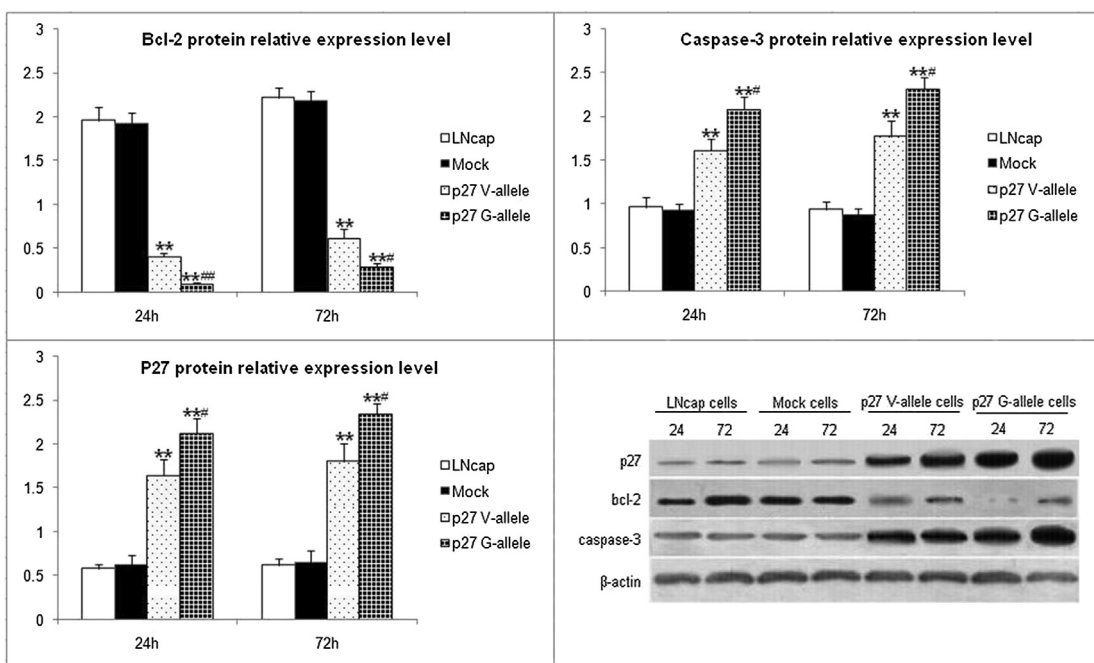 Bcl-2 protein relative expression level
3
2.5
2
1.5
1
0.5
0
** **##
** **#
24h 72h
LNcap
Mock
p27 V-allele
p27 G-allele
Caspase-3 protein relative expression level
3
2.5
2
1.5
1
0.5
0
** **#
** **#
24h 72h
LNcap
Mock
p27 V-allele
p27 G-allele
P27 protein relative expression level
3
2.5
2
1.5
1
0.5
0
** **#
** **#
24h 72h
LNcap
Mock
p27 V-allele
p27 G-allele
LNcap cells Mock cells p27 V-allele cells p27 G-allele cells
24 72 24 72 24 72 24 72
p27
bcl-2
caspase-3
β-actin